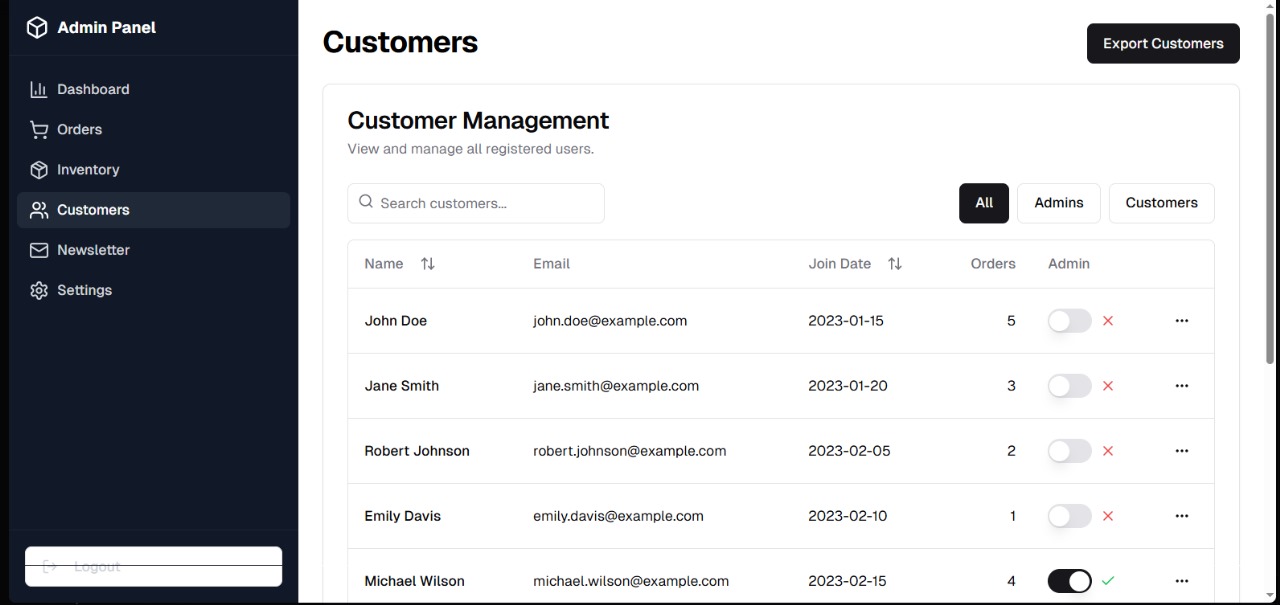 Admin Panel
Dashboard
Orders
Inventory
Customers
Newsletter
Settings
Logout
Customers
Export Customers
Customer Management
View and manage all registered users.
Search customers...
All Admins Customers
Name Email Join Date Orders Admin
John Doe john.doe@example.com 2023-01-15 5
Jane Smith jane.smith@example.com 2023-01-20 3
Robert Johnson robert.johnson@example.com 2023-02-05 2
Emily Davis emily.davis@example.com 2023-02-10 1
Michael Wilson michael.wilson@example.com 2023-02-15 4